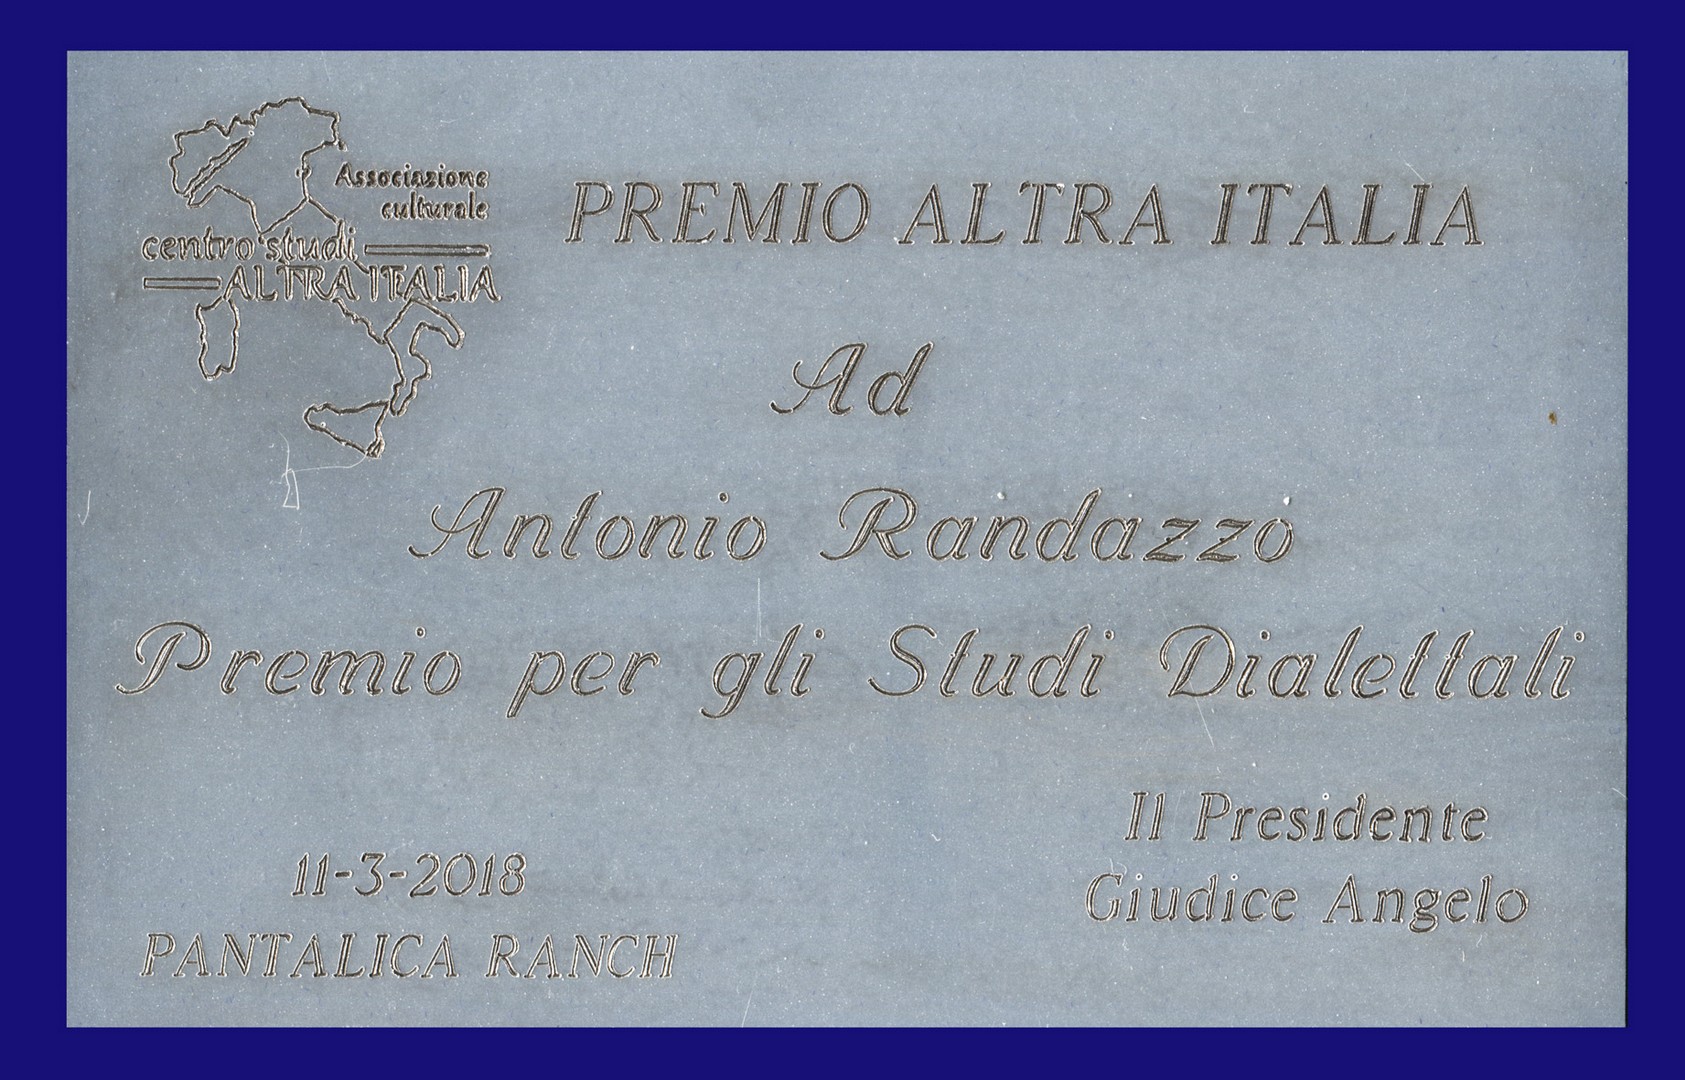 Associazione
culturale
centro studi
ALTRA ITALIA
PREMIO ALTRA ITALIA
Ad
Antonio Randazzo
Premio per gli Studi Dialettali
Il Presidente
Giudice Angelo
11-3-2018
PANTALICA RANCH